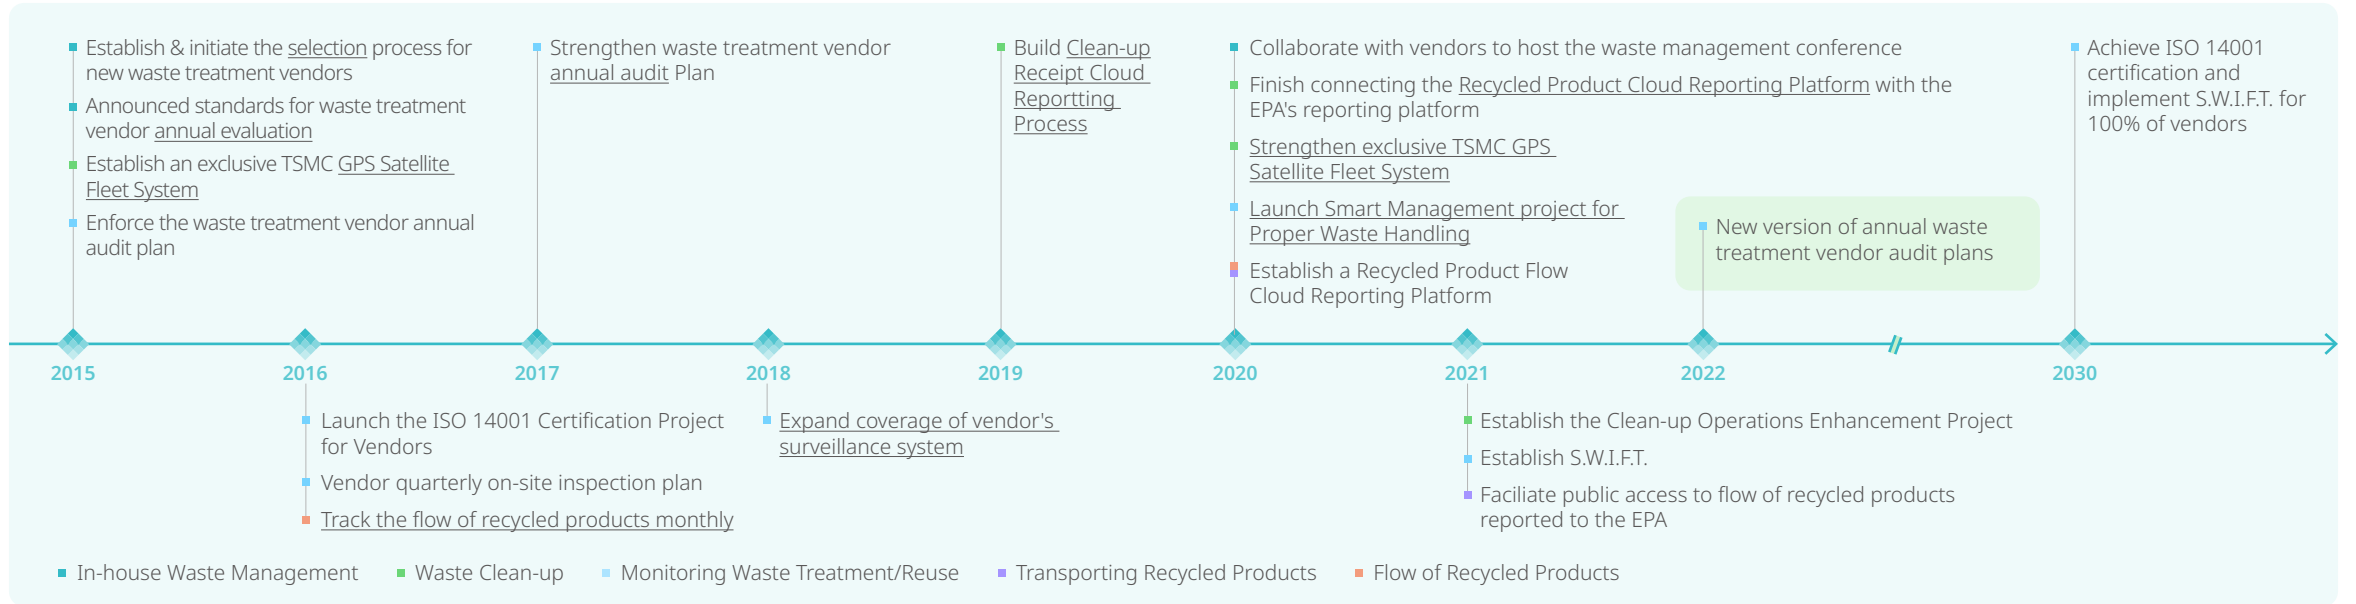 Establish & initiate the selection process for
new waste treatment vendors
Announced standards for waste treatment
vendor annual evaluation
Establish an exclusive TSMC GPS Satellite
Fleet System
Enforce the waste treatment vendor annual
audit plan
Strengthen waste treatment vendor
annual audit Plan
Build Clean-up
Receipt Cloud
Reportting
Process
Collaborate with vendors to host the waste management conference
Finish connecting the Recycled Product Cloud Reporting Platform with the
EPA's reporting platform
Strengthen exclusive TSMC GPS
Satellite Fleet System
Launch Smart Management project for
Proper Waste Handling
Establish a Recycled Product Flow
Cloud Reporting Platform
New version of annual waste
treatment vendor audit plans
Achieve ISO 14001
certification and
implement S.W.I.F.T. for
100% of vendors
2015
2016
2017
2018
2019
2020
2021
2022
2030
Launch the ISO 14001 Certification Project
for Vendors
Vendor quarterly on-site inspection plan
Track the flow of recycled products monthly
Expand coverage of vendor's
surveillance system
Establish the Clean-up Operations Enhancement Project
Establish S.W.I.F.T.
Faciliate public access to flow of recycled products
reported to the EPA
In-house Waste Management
Waste Clean-up
Monitoring Waste Treatment/Reuse
Transporting Recycled Products
Flow of Recycled Products